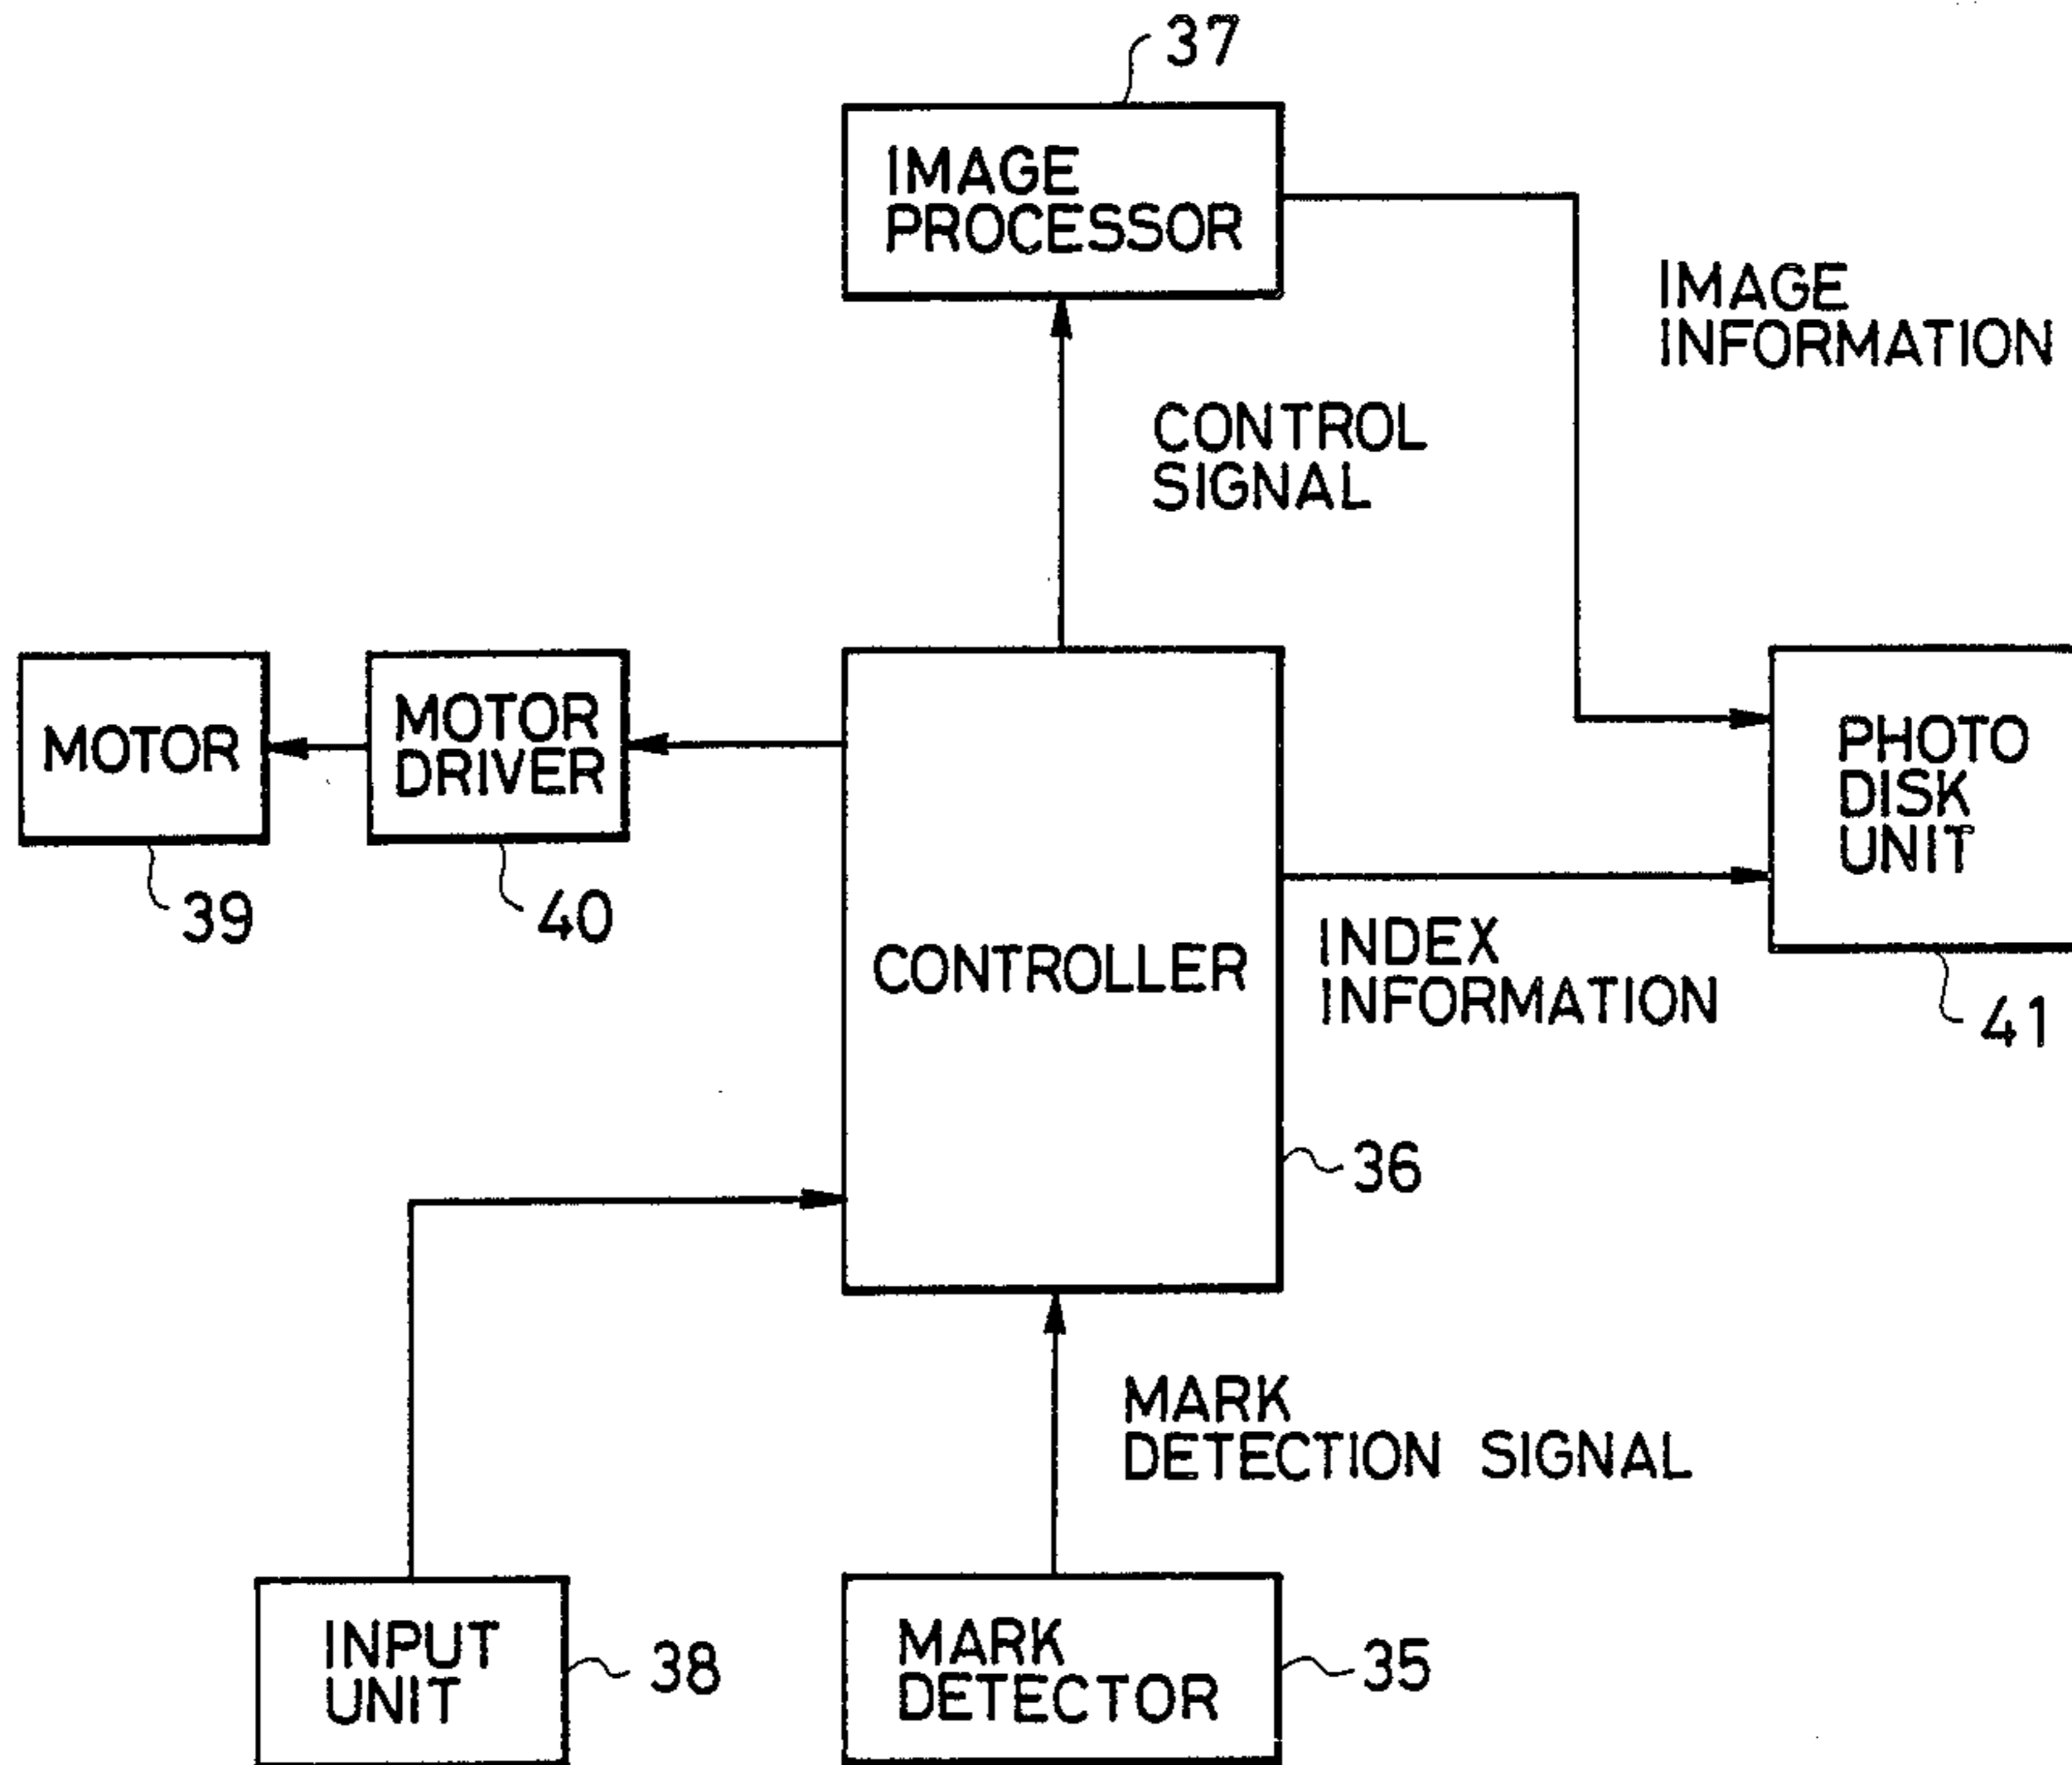 37
IMAGE
PROCESSOR
IMAGE
INFORMATION
CONTROL
SIGNAL
MOTOR
39
MOTOR
DRIVER
40
CONTROLLER
36
PHOTO
DISK
UNIT
41
INDEX
INFORMATION
MARK
DETECTION SIGNAL
INPUT
UNIT
38
MARK
DETECTOR
35